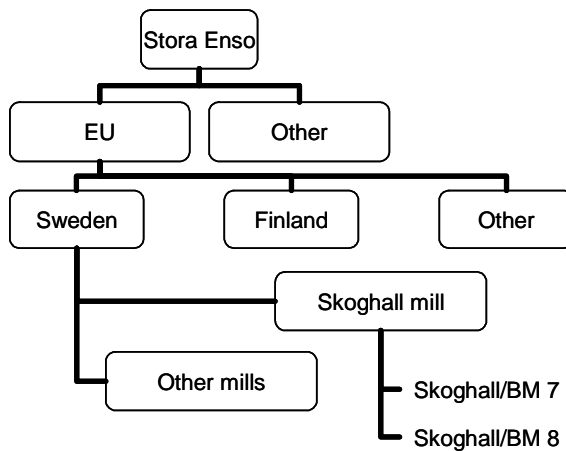 Stora Enso
EU
Other
Sweden
Finland
Other
Skoghall mill
Other mills
Skoghall/BM 7
Skoghall/BM 8